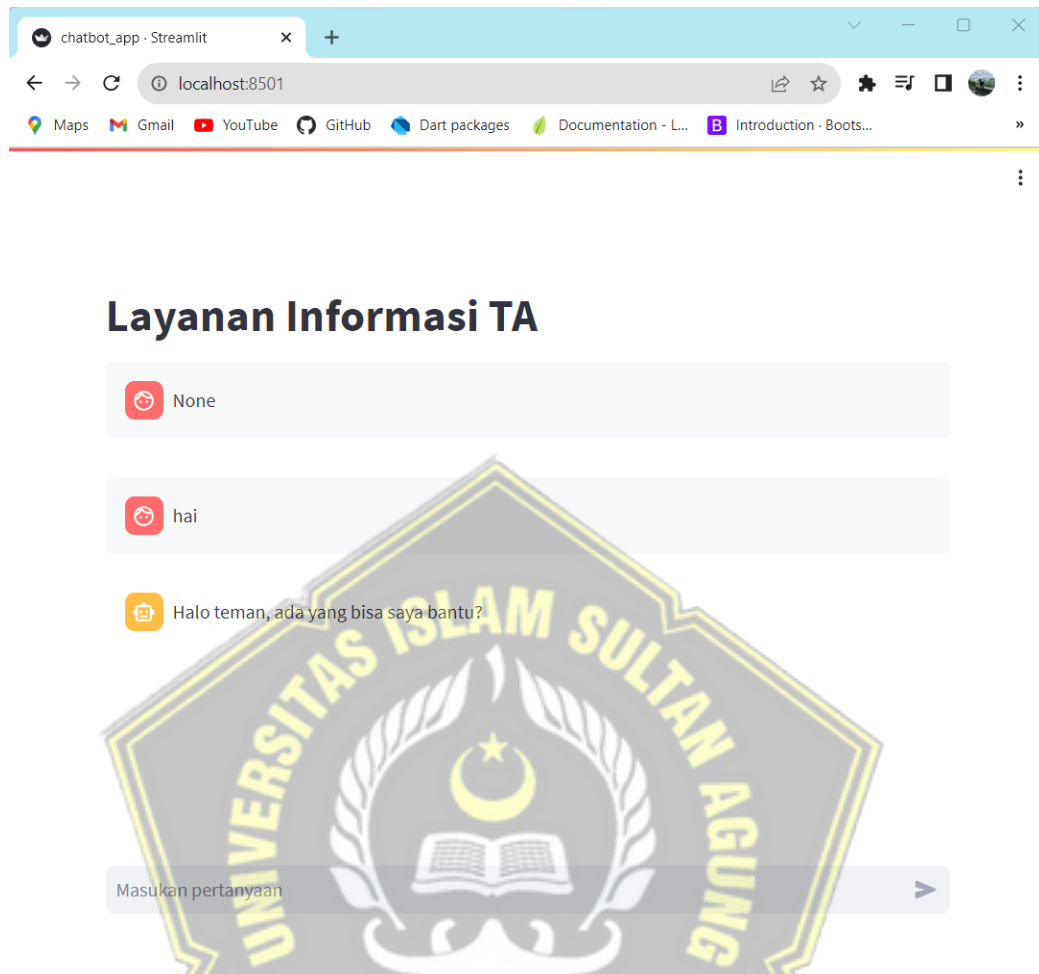 chatbot_app · Streamlit
localhost:8501
Maps Gmail YouTube GitHub Dart packages Documentation - L... B Introduction · Boots... »
Layanan Informasi TA
None
hai
Halo teman, ada yang bisa saya bantu?
UNIVERSITAS ISLAM SULTAN AGUNG
Masukan pertanyaan